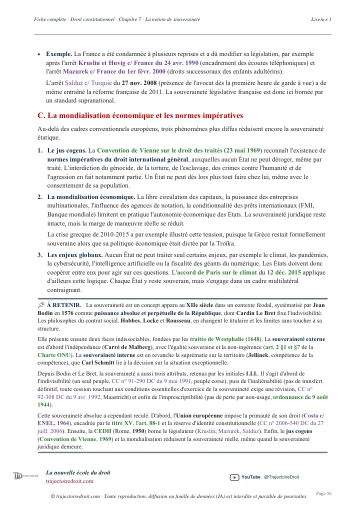 Fiche complète · Droit constitutionnel · Chapitre 7 · La notion de souveraineté Licence 1
• Exemple. La France a été condamnée à plusieurs reprises et a dû modifier sa législation, par exemple
après l'arrêt Kruslin et Huvig c/ France du 24 avr. 1990 (encadrement des écoutes téléphoniques) et
l'arrêt Mazurek c/ France du 1er févr. 2000 (droits successoraux des enfants adultérins).
L'arrêt Salduz c/ Turquie du 27 nov. 2008 (présence de l'avocat dès la première heure de garde à vue) a de
même entraîné la réforme française de 2011. La souveraineté législative française est donc ici bornée par
un standard supranational.
C. La mondialisation économique et les normes impératives
Au-delà des cadres conventionnels européens, trois phénomènes plus diffus réduisent encore la souveraineté
étatique.
1. Le jus cogens. La Convention de Vienne sur le droit des traités (23 mai 1969) reconnaît l'existence de
normes impératives du droit international général, auxquelles aucun État ne peut déroger, même par
traité. L'interdiction du génocide, de la torture, de l'esclavage, des crimes contre l'humanité et de
l'agression en fait notamment partie. Un État ne peut dès lors plus tout faire chez lui, même avec le
consentement de sa population.
2. La mondialisation économique. La libre circulation des capitaux, la puissance des entreprises
multinationales, l'influence des agences de notation, la conditionnalité des prêts internationaux (FMI,
Banque mondiale) limitent en pratique l'autonomie économique des États. La souveraineté juridique reste
intacte, mais la marge de manœuvre réelle se réduit.
La crise grecque de 2010-2015 a par exemple illustré cette tension, puisque la Grèce restait formellement
souveraine alors que sa politique économique était dictée par la Troïka.
3. Les enjeux globaux. Aucun État ne peut traiter seul certains enjeux, par exemple le climat, les pandémies,
la cybersécurité, l'intelligence artificielle ou la fiscalité des géants du numérique. Les États doivent donc
coopérer entre eux pour agir sur ces questions. L'accord de Paris sur le climat du 12 déc. 2015 applique
d'ailleurs cette logique. Chaque État y reste souverain, mais s'engage dans un cadre multilatéral
contraignant.
À RETENIR. La souveraineté est un concept apparu au XIIe siècle dans un contexte féodal, systématisé par Jean
Bodin en 1576 comme puissance absolue et perpétuelle de la République, dont Cardin Le Bret fixe l'indivisibilité.
Les philosophes du contrat social, Hobbes, Locke et Rousseau, en changent le titulaire et les limites sans toucher à sa
structure.
Elle présente ensuite deux faces indissociables, fondées par les traités de Westphalie (1648). La souveraineté externe
est d'abord l'indépendance (Carré de Malberg), avec l'égalité souveraine et la non-ingérence (art. 2 §1 et §7 de la
Charte ONU). La souveraineté interne est en revanche la suprématie sur le territoire (Jellinek, compétence de la
compétence), que Carl Schmitt lie à la décision sur la situation exceptionnelle.
Depuis Bodin et Le Bret, la souveraineté a aussi trois attributs, retenus par les initiales I.I.I. Il s'agit d'abord de
l'indivisibilité (un seul peuple, CC n° 91-290 DC du 9 mai 1991, peuple corse), puis de l'inaliénabilité (pas de transfert
définitif, toute cession touchant aux conditions essentielles d'exercice de la souveraineté exige une révision, CC n°
92-308 DC du 9 avr. 1992, Maastricht) et enfin de l'imprescriptibilité (pas de perte par non-usage, ordonnance du 9 août
1944).
Cette souveraineté absolue a cependant reculé. D'abord, l'Union européenne impose la primauté de son droit (Costa c/
ENEL, 1964), encadrée par le titre XV, l'art. 88-1 et la réserve d'identité constitutionnelle (CC n° 2006-540 DC du 27
juill. 2006). Ensuite, la CEDH (Rome, 1950) borne le législateur (Kruslin, Mazurek, Salduz). Enfin, le jus cogens
(Convention de Vienne, 1969) et la mondialisation réduisent la souveraineté réelle, même quand la souveraineté
juridique demeure.
La nouvelle école du droit
trajectoiredroit.com
YouTube @TrajectoireDroit
© trajectoiredroit.com · Toute reproduction, diffusion en feuille de données (IA) est interdite et passible de poursuites